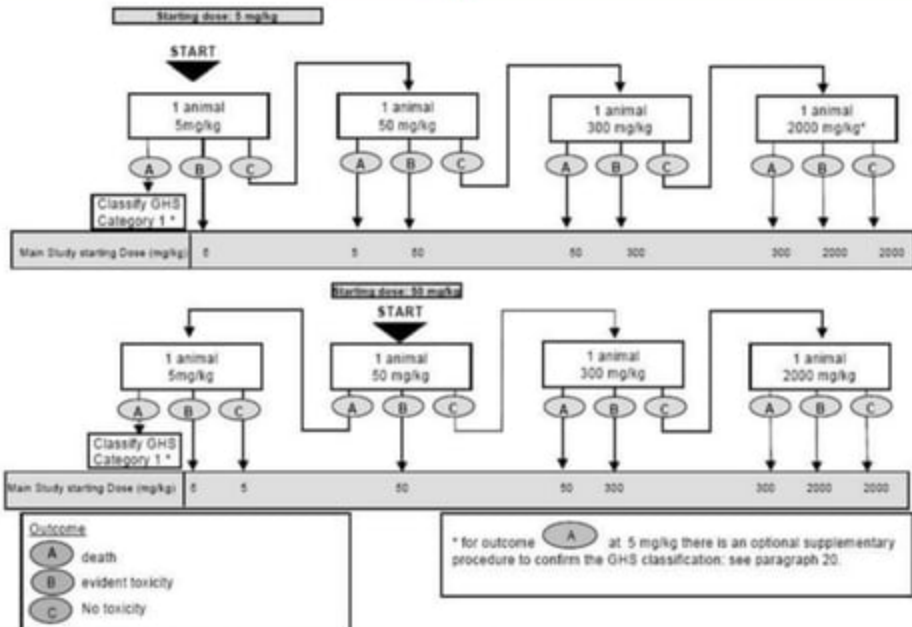 Starting dose: 5 mg/kg
START
1 animal
5mg/kg
1 animal
50 mg/kg
1 animal
300 mg/kg
1 animal
2000 mg/kg*
A B C A B C A B C A B C
Classify GHS
Category 1 *
Main Study starting Dose (mg/kg) 5 5 50 50 300 300 2000 2000
Starting dose: 50 mg/kg
START
1 animal
5mg/kg
1 animal
50 mg/kg
1 animal
300 mg/kg
1 animal
2000 mg/kg
A B C A B C A B C A B C
Classify GHS
Category 1 *
Main Study starting Dose (mg/kg) 5 5 50 50 300 300 2000 2000
Outcome
A death
B evident toxicity
C No toxicity
* for outcome A at 5 mg/kg there is an optional supplementary
procedure to confirm the GHS classification: see paragraph 20.